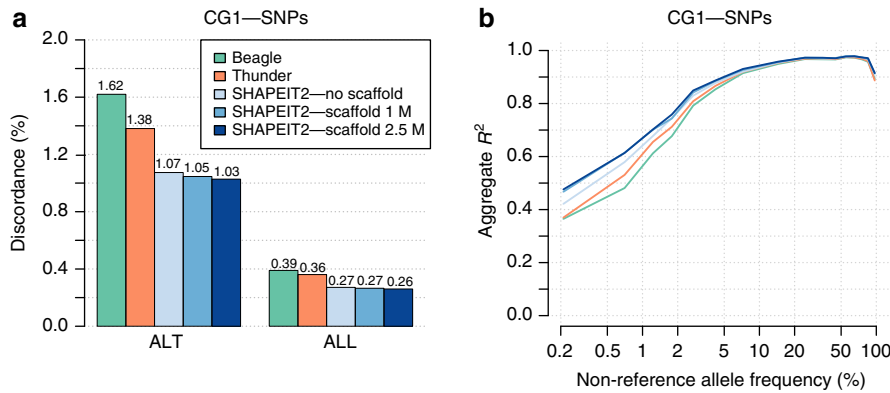 a
CG1—SNPs
Discordance (%)
2.0
1.6
1.2
0.8
0.4
0.0
Beagle
Thunder
SHAPEIT2—no scaffold
SHAPEIT2—scaffold 1 M
SHAPEIT2—scaffold 2.5 M
1.62
1.38
1.07
1.05
1.03
0.39
0.36
0.27
0.27
0.26
ALT
ALL
b
CG1—SNPs
Aggregate R²
1.0
0.8
0.6
0.4
0.2
0.0
0.2 0.5 1 2 5 10 20 50 100
Non-reference allele frequency (%)